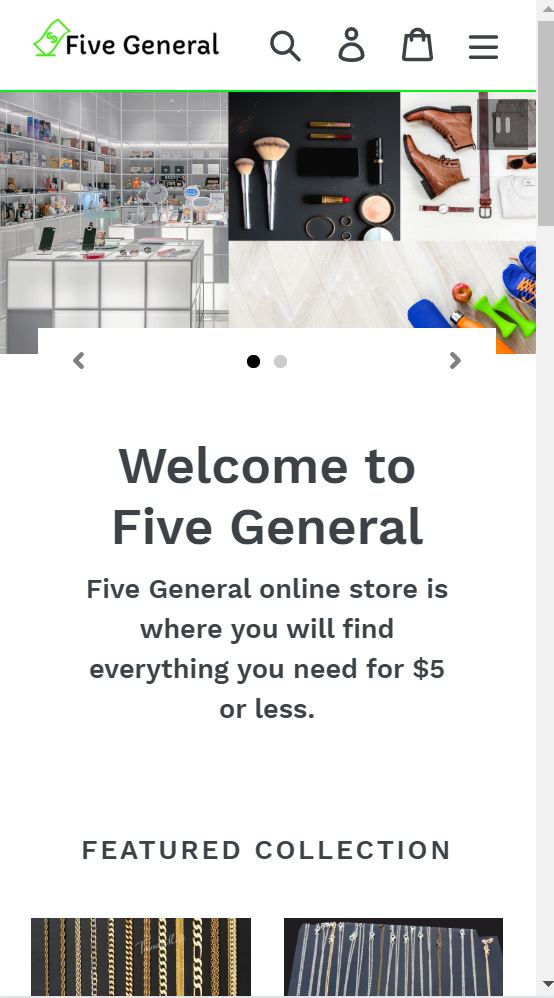 Five General
Welcome to
Five General
Five General online store is
where you will find
everything you need for $5
or less.
FEATURED COLLECTION